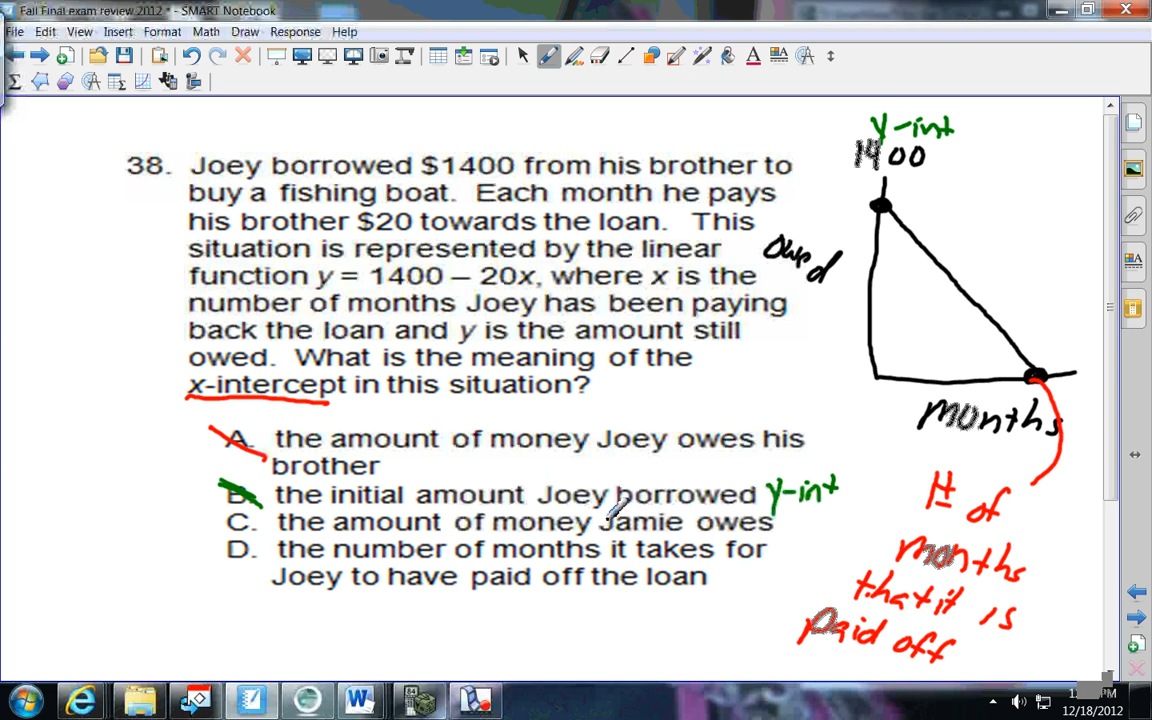 Fall Final exam review 2012 * - SMART Notebook
File Edit View Insert Format Math Draw Response Help
y-int
1400
38. Joey borrowed $1400 from his brother to
buy a fishing boat. Each month he pays
his brother $20 towards the loan. This
situation is represented by the linear
function y = 1400 – 20x, where x is the
number of months Joey has been paying
back the loan and y is the amount still
owed. What is the meaning of the
x-intercept in this situation?
owed
months
A. the amount of money Joey owes his
brother
B. the initial amount Joey borrowed y-int
C. the amount of money Jamie owes
D. the number of months it takes for
Joey to have paid off the loan
# of
months
that it is
paid off
12/18/2012